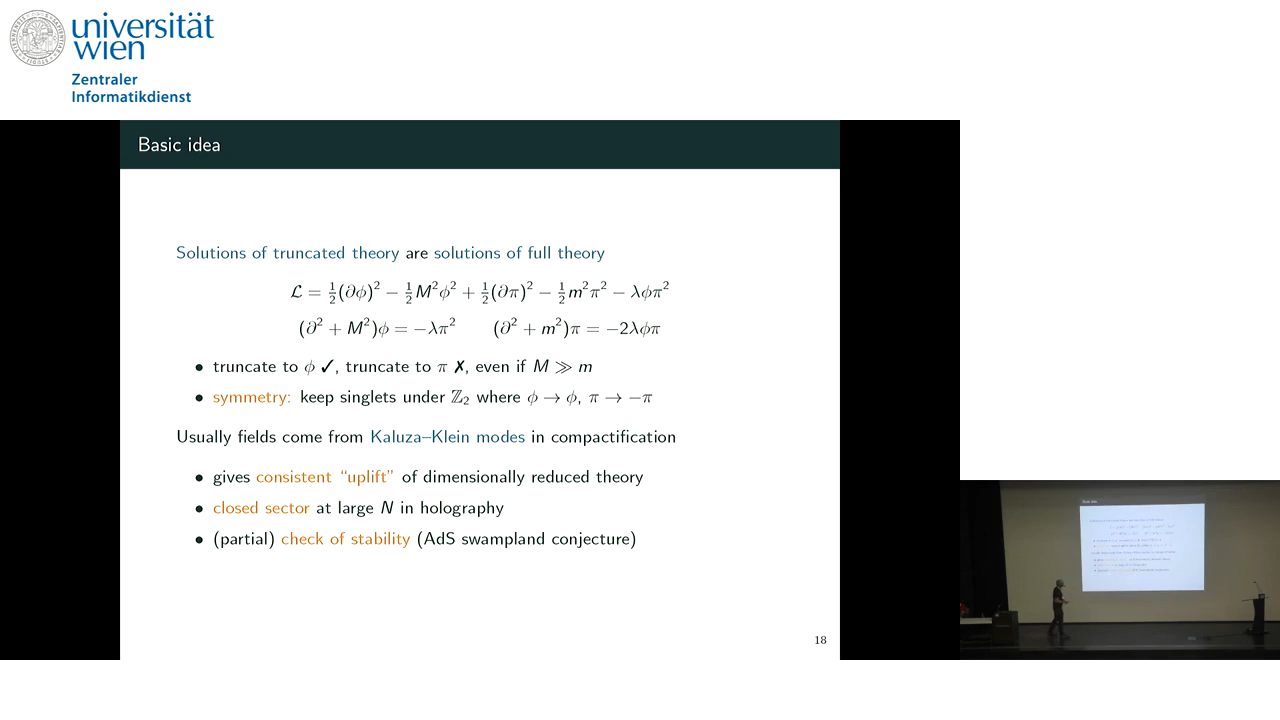 universität
wien
Zentraler
Informatikdienst
Basic idea
Solutions of truncated theory are solutions of full theory
ℒ = ½(∂ϕ)² − ½M²ϕ² + ½(∂π)² − ½m²π² − λϕπ²
(∂² + M²)ϕ = −λπ² (∂² + m²)π = −2λϕπ
• truncate to ϕ ✓, truncate to π ✗, even if M ≫ m
• symmetry: keep singlets under ℤ₂ where ϕ → ϕ, π → −π
Usually fields come from Kaluza–Klein modes in compactification
• gives consistent “uplift” of dimensionally reduced theory
• closed sector at large N in holography
• (partial) check of stability (AdS swampland conjecture)
18
Basic idea